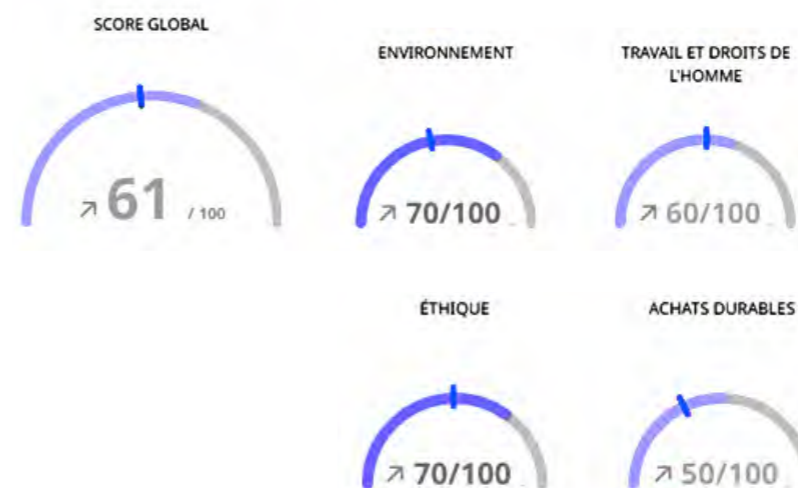 SCORE GLOBAL
61 / 100
ENVIRONNEMENT
70/100
TRAVAIL ET DROITS DE
L'HOMME
60/100
ÉTHIQUE
70/100
ACHATS DURABLES
50/100